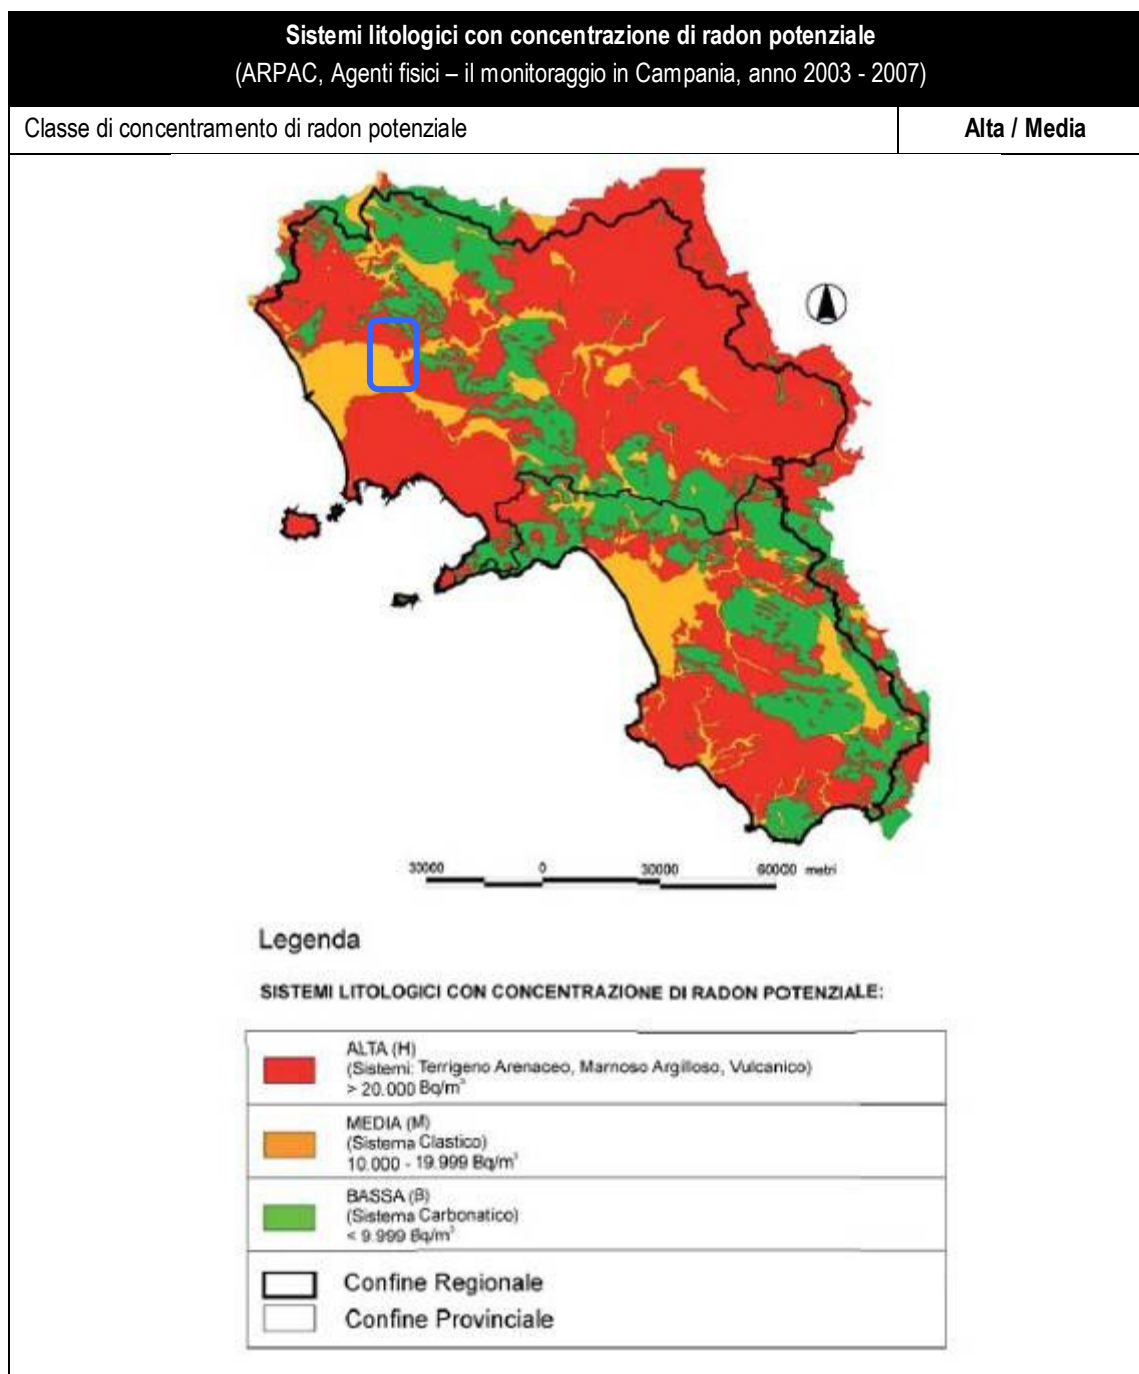 Sistemi litologici con concentrazione di radon potenziale
(ARPAC, Agenti fisici – il monitoraggio in Campania, anno 2003 - 2007)
Classe di concentramento di radon potenziale Alta / Media
30000 0 30000 60000 metri
Legenda
SISTEMI LITOLOGICI CON CONCENTRAZIONE DI RADON POTENZIALE:
ALTA (H)
(Sistemi: Terrigeno Arenaceo, Marnoso Argilloso, Vulcanico)
> 20.000 Bq/m³
MEDIA (M)
(Sistema Clastico)
10.000 - 19.999 Bq/m³
BASSA (B)
(Sistema Carbonatico)
< 9.999 Bq/m³
Confine Regionale
Confine Provinciale